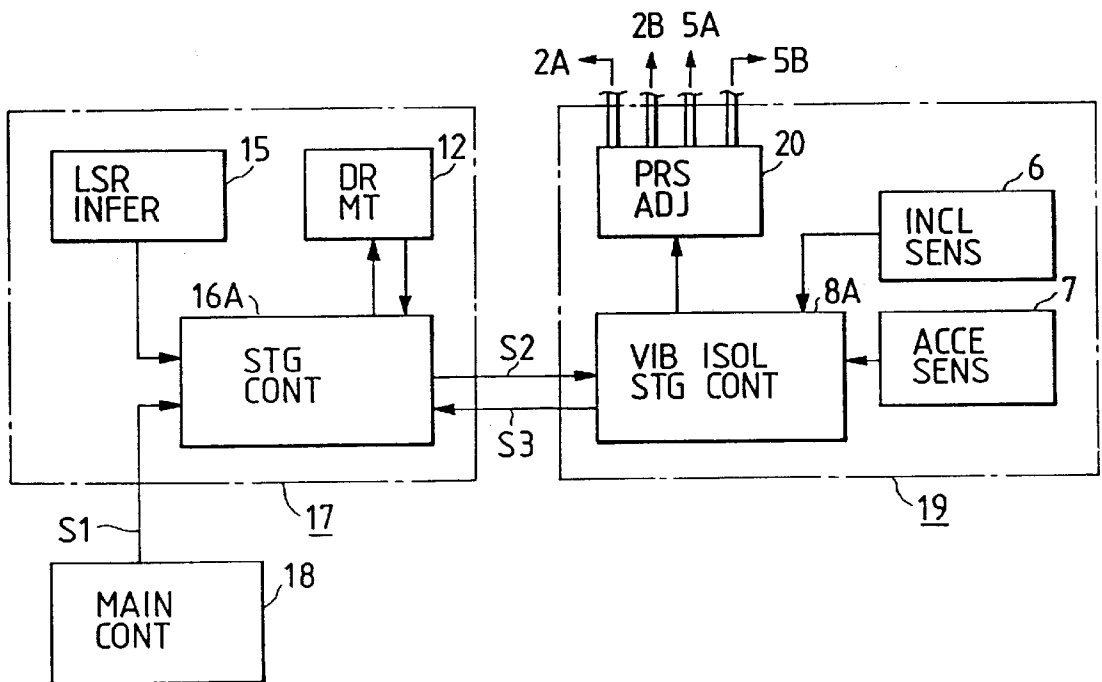 2B 5A
2A
5B
15
12
20
6
LSR
INFER
DR
MT
PRS
ADJ
INCL
SENS
16A
8A
7
STG
CONT
S2
S3
VIB ISOL
STG CONT
ACCE
SENS
S1
17
19
18
MAIN
CONT